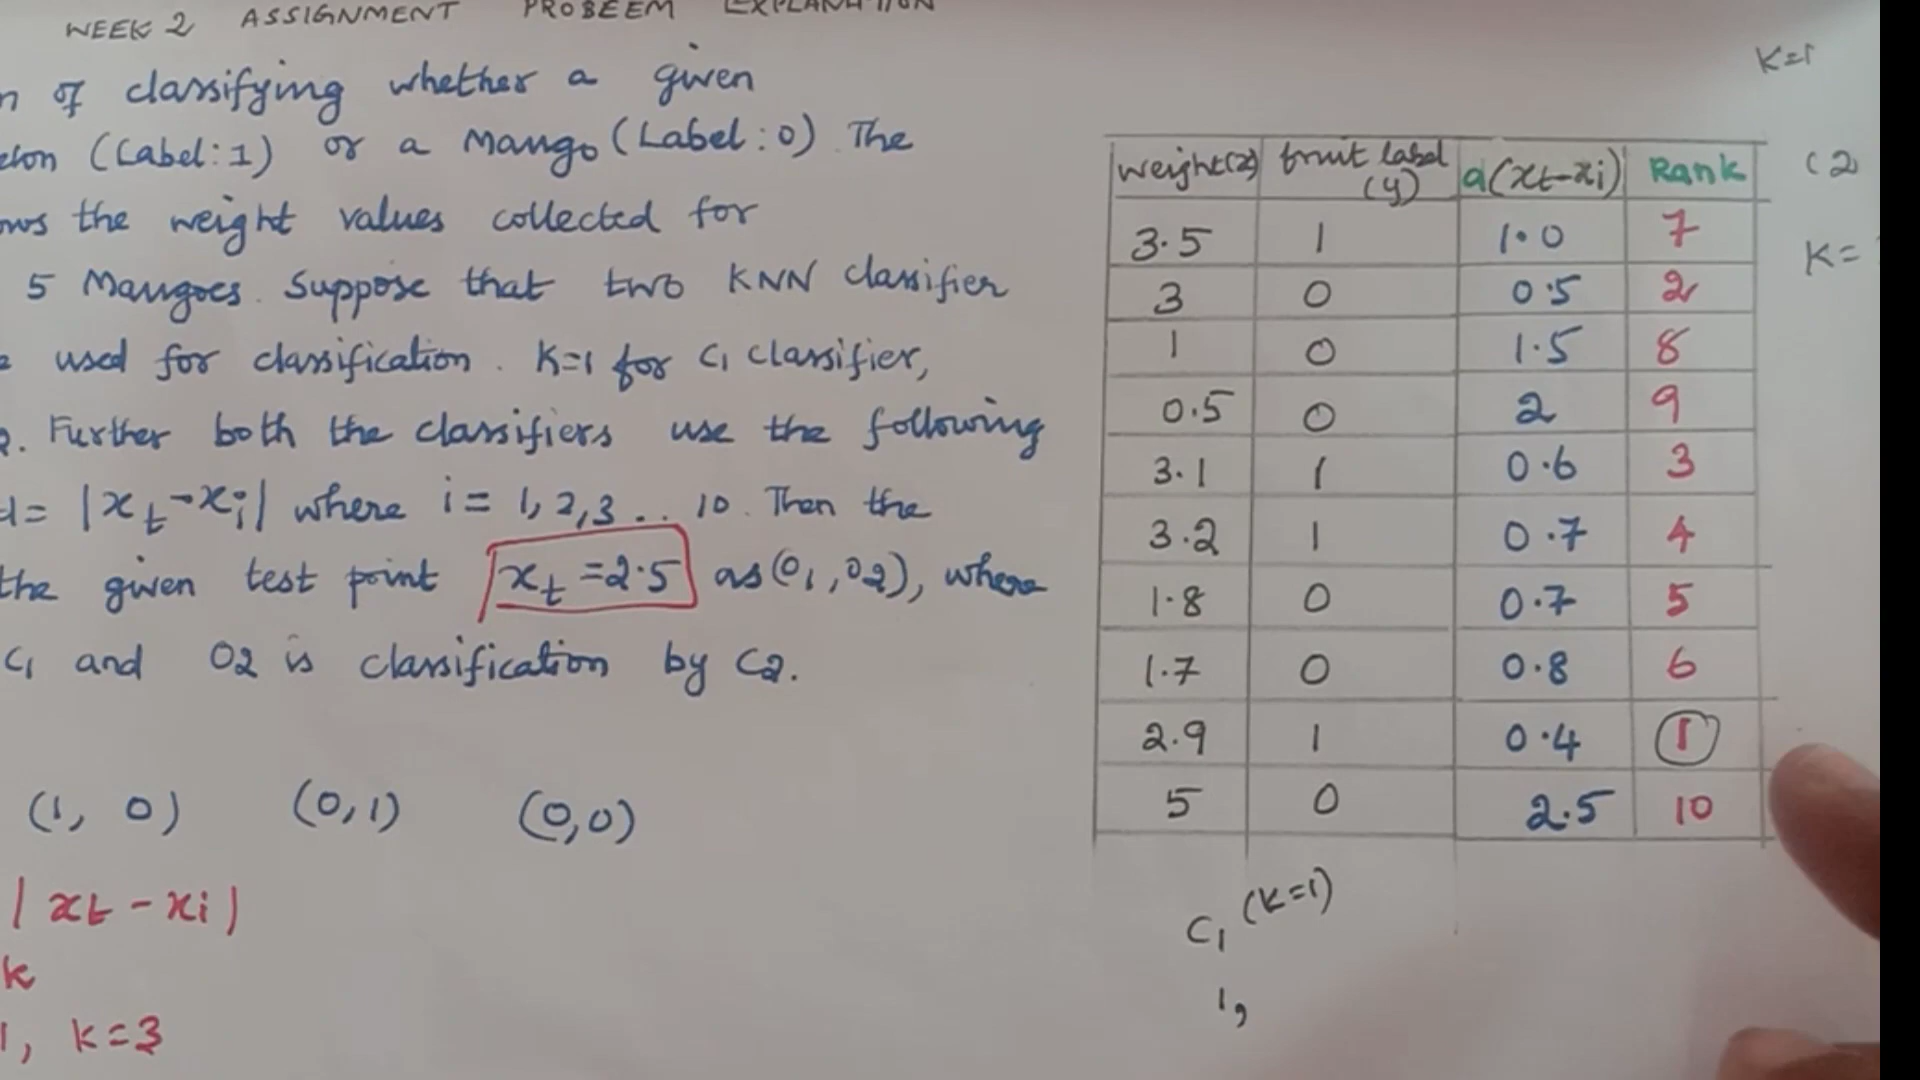 WEEK 2 ASSIGNMENT PROBEEM EXPLANATION
n of classifying whether a given
elon (Label:1) or a Mango (Label:0) The
ows the weight values collected for
5 Mangoes. Suppose that two KNN classifier
e used for classification. K=1 for C1 classifier,
2. Further both the classifiers use the following
d= |xt-xi| where i= 1,2,3... 10. Then the
the given test point xt=2.5 as(O1,O2), where
C1 and O2 is classification by C2.
(1, 0) (0,1) (0,0)
|xt-xi|
k
1, k=3
K=1
(2
K=
weight(x) fruit label (y) d(xt-xi) Rank
3.5 1 1.0 7
3 0 0.5 2
1 0 1.5 8
0.5 0 2 9
3.1 1 0.6 3
3.2 1 0.7 4
1.8 0 0.7 5
1.7 0 0.8 6
2.9 1 0.4 1
5 0 2.5 10
C1 (K=1)
1,